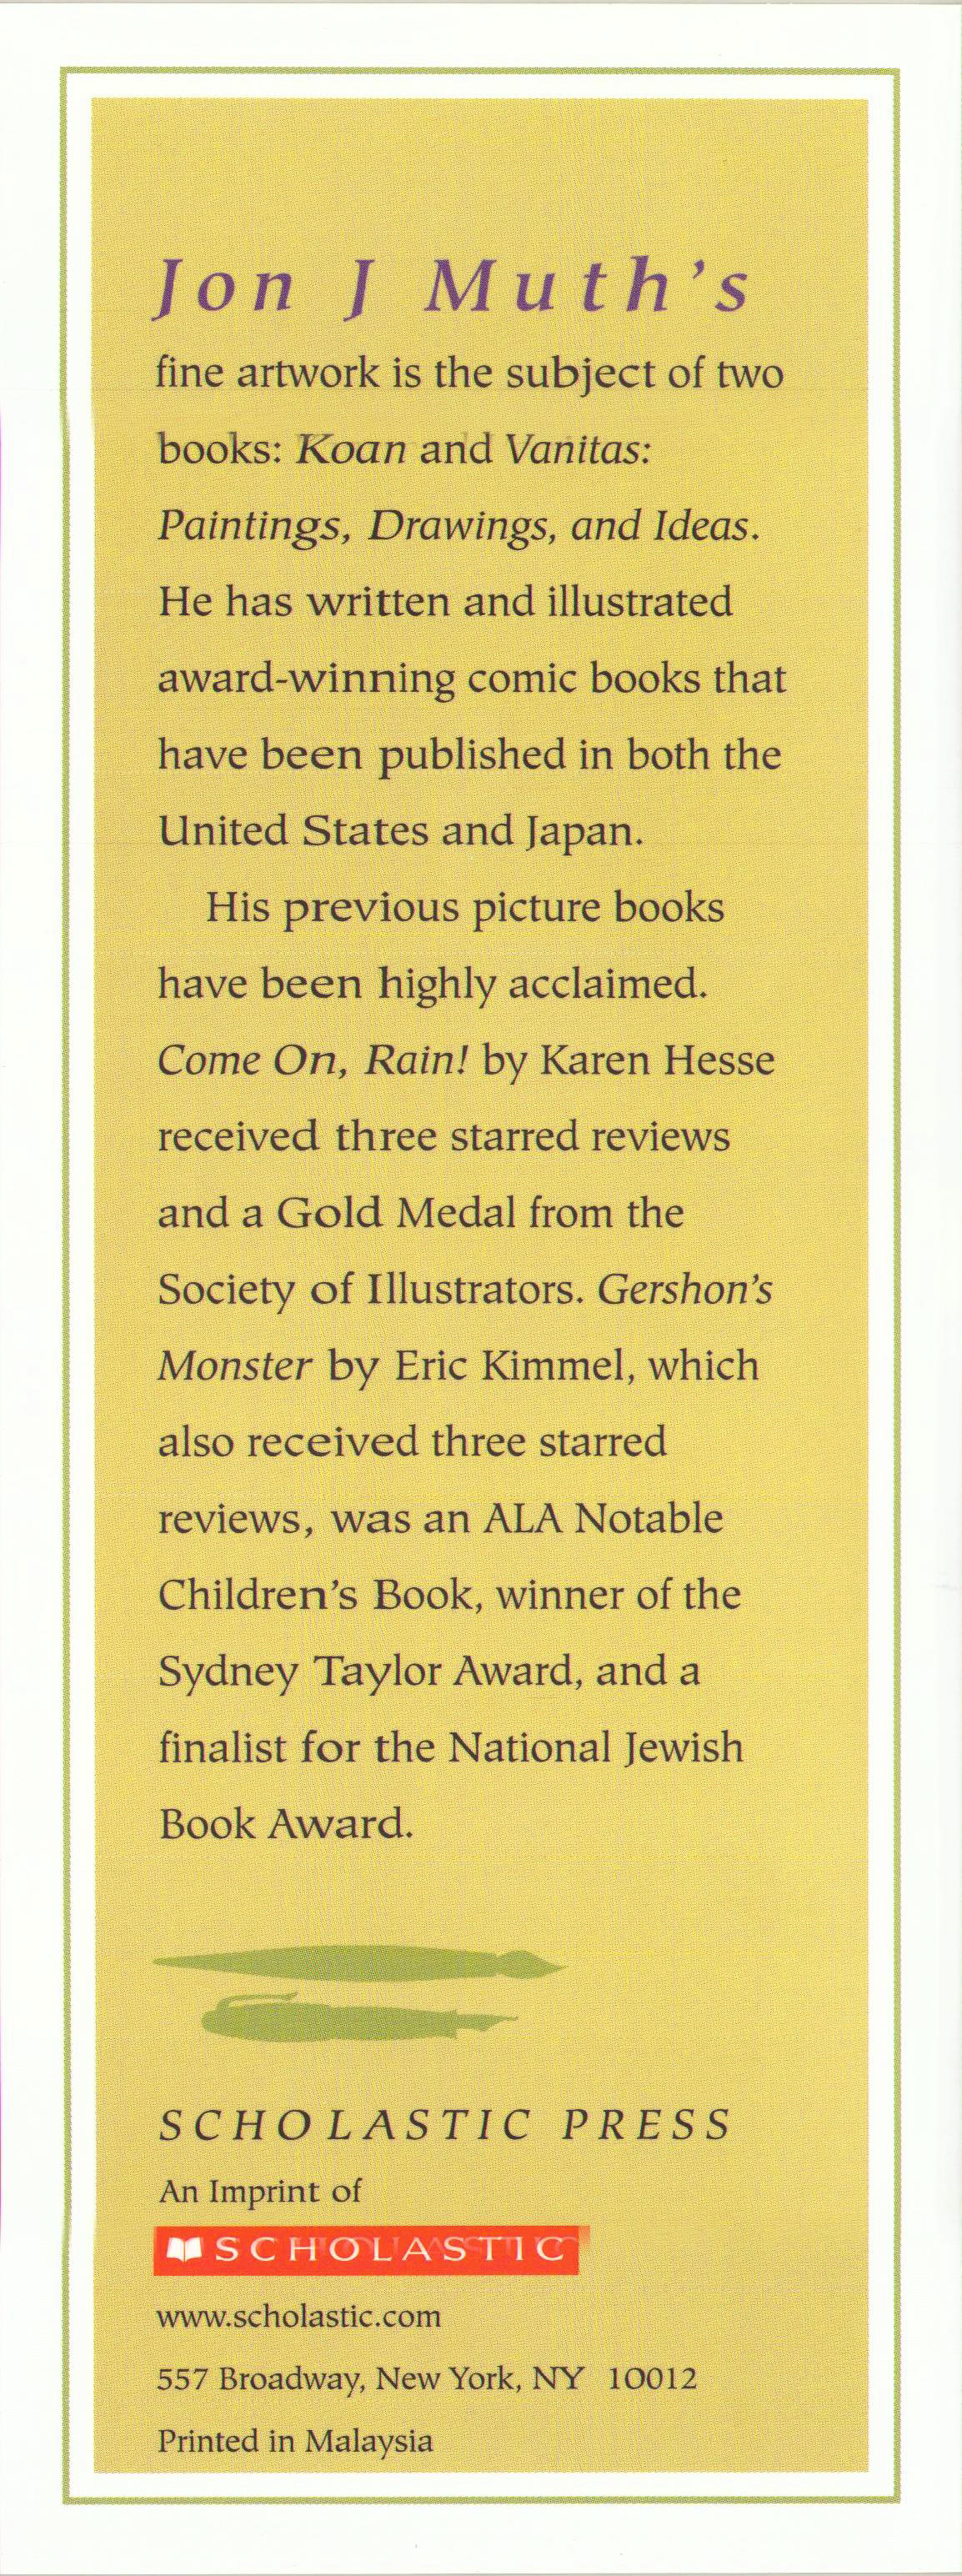 Jon J Muth's
fine artwork is the subject of two
books: Koan and Vanitas:
Paintings, Drawings, and Ideas.
He has written and illustrated
award-winning comic books that
have been published in both the
United States and Japan.
His previous picture books
have been highly acclaimed.
Come On, Rain! by Karen Hesse
received three starred reviews
and a Gold Medal from the
Society of Illustrators. Gershon's
Monster by Eric Kimmel, which
also received three starred
reviews, was an ALA Notable
Children's Book, winner of the
Sydney Taylor Award, and a
finalist for the National Jewish
Book Award.
SCHOLASTIC PRESS
An Imprint of
SCHOLASTIC
www.scholastic.com
557 Broadway, New York, NY 10012
Printed in Malaysia